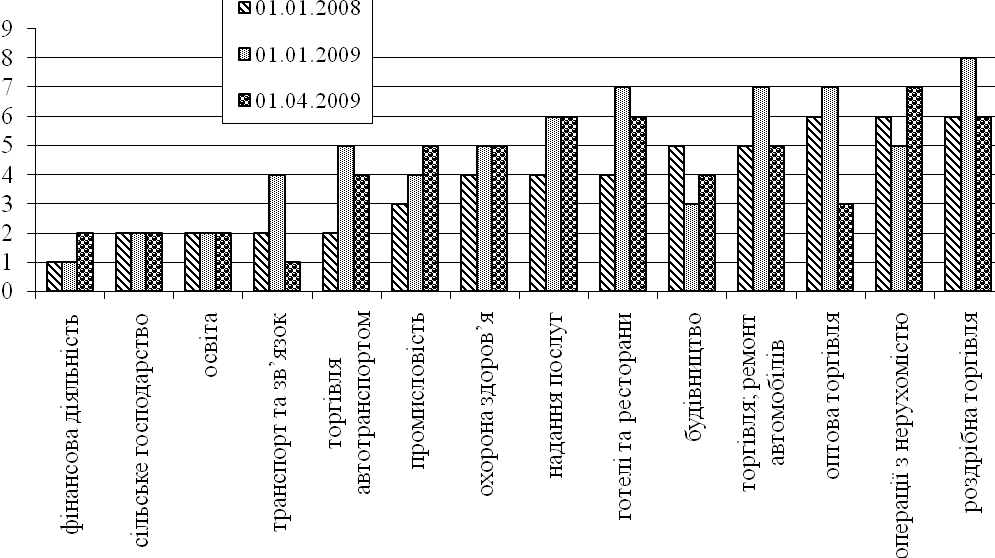 01.01.2008
01.01.2009
01.04.2009
9
8
7
6
5
4
3
2
1
0
фінансова діяльність
сільське господарство
освіта
транспорт та зв’язок
торгівля
автотранспортом
промисловість
охорона здоров’я
надання послуг
готелі та ресторани
будівництво
торгівля; ремонт
автомобілів
оптова торгівля
операції з нерухомістю
роздрібна торгівля